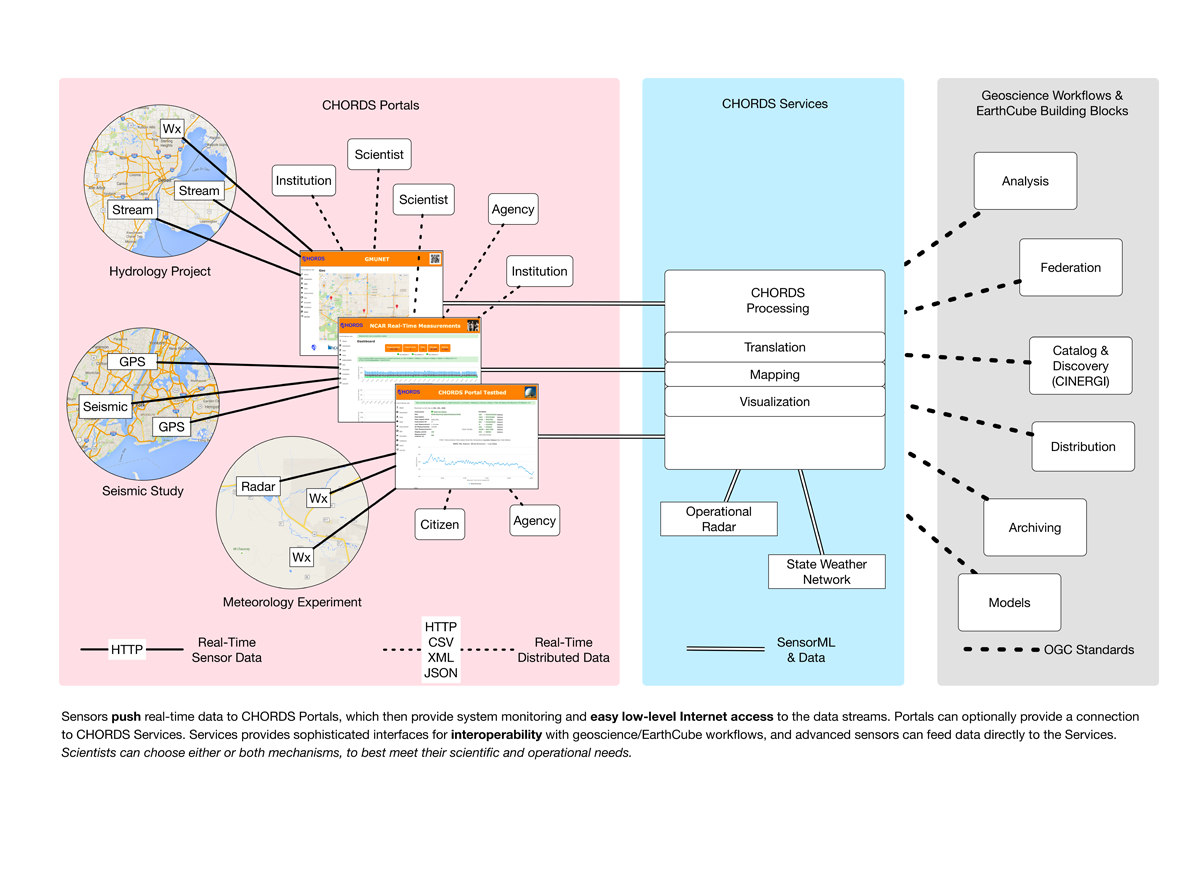 CHORDS Portals
CHORDS Services
Geoscience Workflows &
EarthCube Building Blocks
Wx
Stream
Stream
Hydrology Project
Institution
Scientist
Scientist
Agency
Institution
CHORDS
GMUNET
CHORDS
NCAR Real-Time Measurements
Dashboard
CHORDS
CHORDS Portal Testbed
GPS
Seismic
GPS
Seismic Study
Radar
Wx
Wx
Meteorology Experiment
Citizen
Agency
CHORDS
Processing
Translation
Mapping
Visualization
Operational
Radar
State Weather
Network
Analysis
Federation
Catalog &
Discovery
(CINERGI)
Distribution
Archiving
Models
HTTP
Real-Time
Sensor Data
HTTP
CSV
XML
JSON
Real-Time
Distributed Data
SensorML
& Data
OGC Standards
Sensors push real-time data to CHORDS Portals, which then provide system monitoring and easy low-level Internet access to the data streams. Portals can optionally provide a connection
to CHORDS Services. Services provides sophisticated interfaces for interoperability with geoscience/EarthCube workflows, and advanced sensors can feed data directly to the Services.
Scientists can choose either or both mechanisms, to best meet their scientific and operational needs.